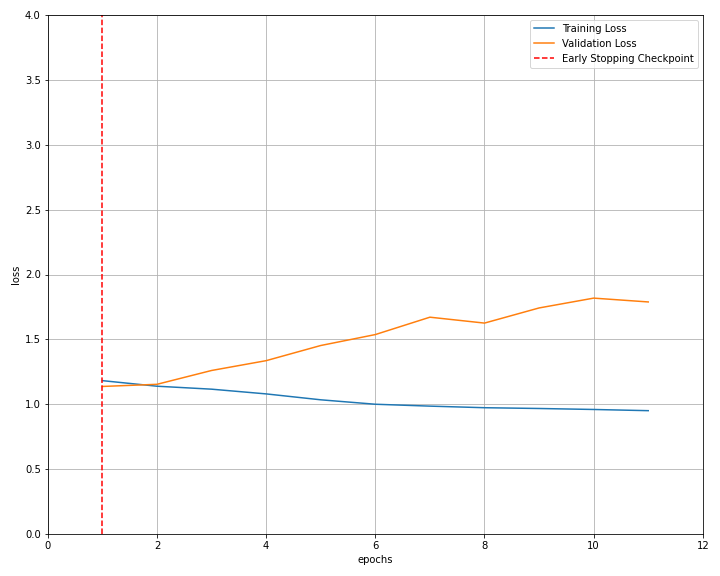 4.0
3.5
3.0
2.5
2.0
1.5
1.0
0.5
0.0
loss
Training Loss
Validation Loss
Early Stopping Checkpoint
0 2 4 6 8 10 12
epochs